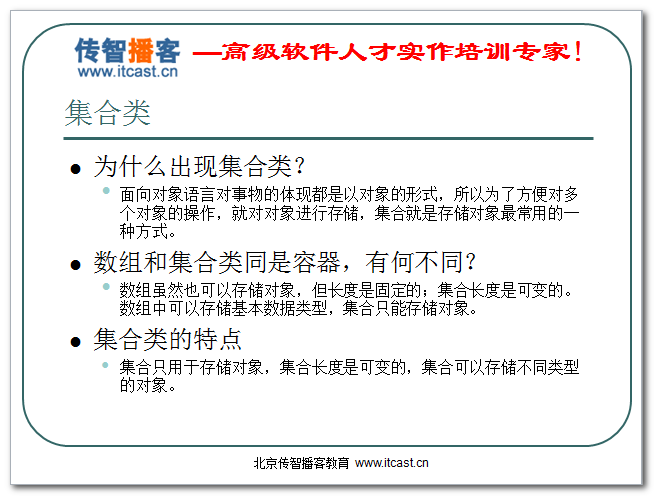 传智播客 —高级软件人才实作培训专家!
www.itcast.cn
集合类
为什么出现集合类?
面向对象语言对事物的体现都是以对象的形式，所以为了方便对多
个对象的操作，就对对象进行存储，集合就是存储对象最常用的一
种方式。
数组和集合类同是容器，有何不同?
数组虽然也可以存储对象，但长度是固定的；集合长度是可变的。
数组中可以存储基本数据类型，集合只能存储对象。
集合类的特点
集合只用于存储对象，集合长度是可变的，集合可以存储不同类型
的对象。
北京传智播客教育 www.itcast.cn